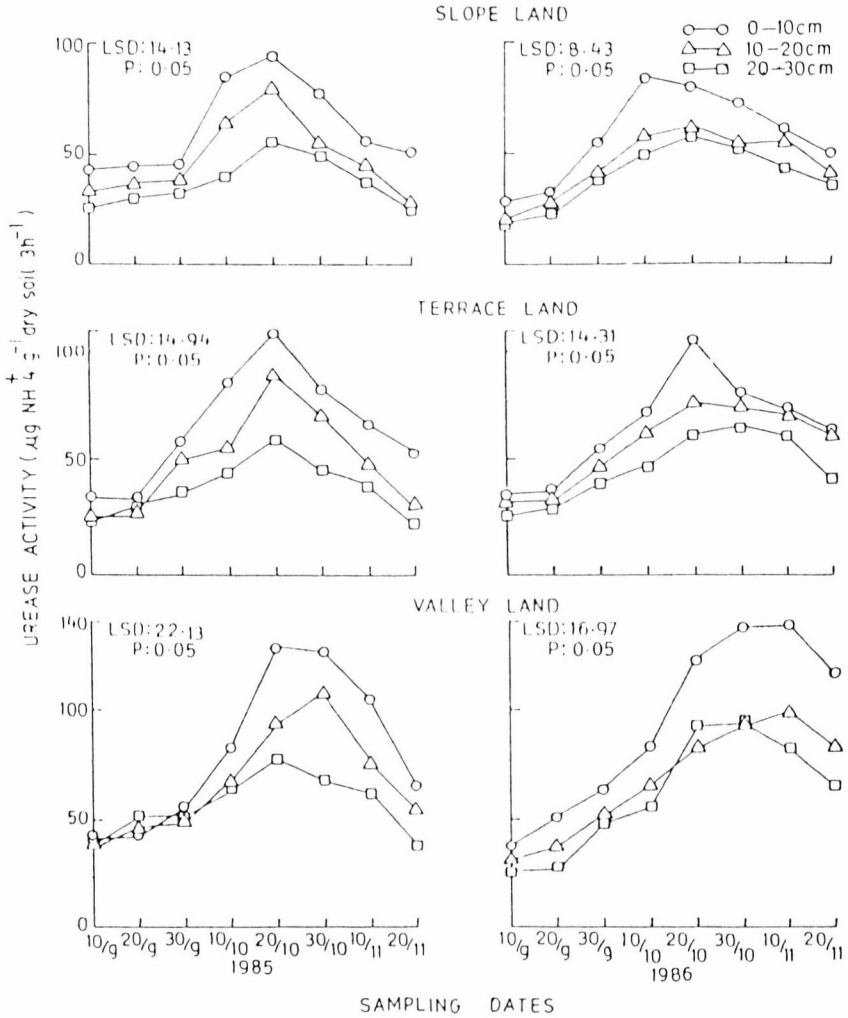 SLOPE LAND
0-10cm
10-20cm
20-30cm
100
50
0
LSD:14·13
P:0·05
LSD:8·43
P:0·05
TERRACE LAND
100
50
0
LSD:14·94
P:0·05
LSD:14·31
P:0·05
VALLEY LAND
140
100
50
0
LSD:22·13
P:0·05
LSD:16·97
P:0·05
UREASE ACTIVITY (µg NH4+ g-1 dry soil 3h-1)
10/9 20/9 30/9 10/10 20/10 30/10 10/11 20/11
1985
10/9 20/9 30/9 10/10 20/10 30/10 10/11 20/11
1986
SAMPLING DATES